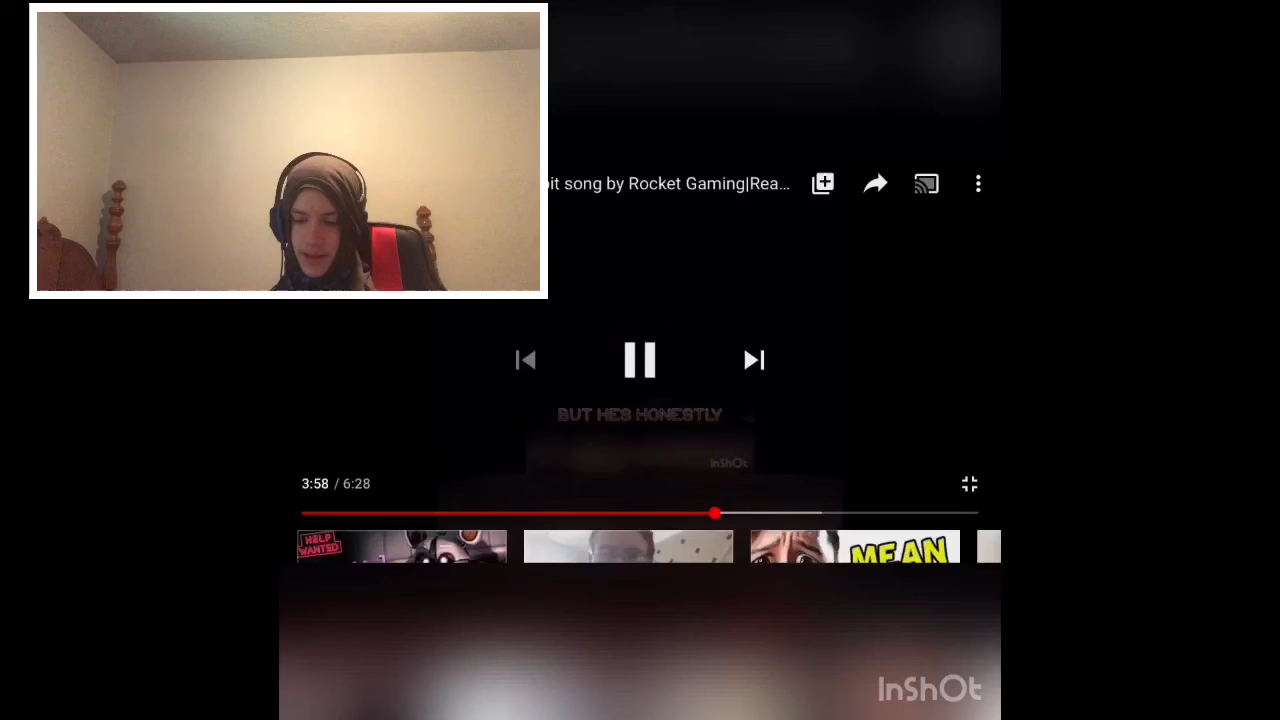 it song by Rocket Gaming|Rea...
BUT HES HONESTLY
InShOt
3:58 / 6:28
HELP
WANTED
MEAN
InShOt